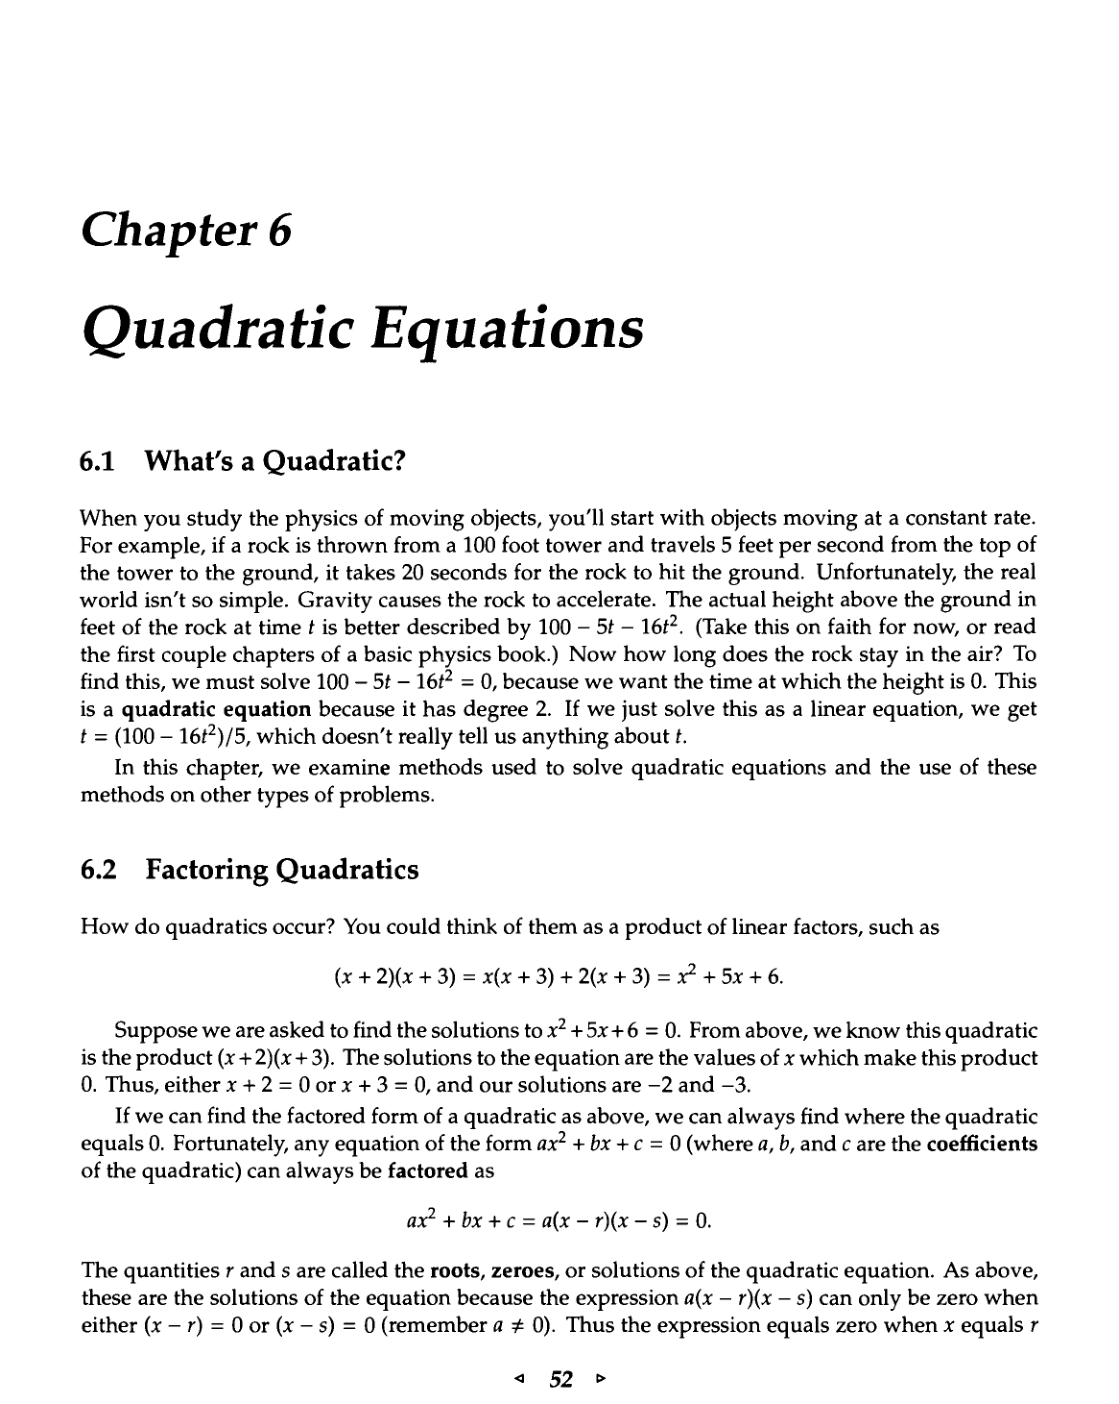 Chapter 6
Quadratic Equations
6.1 What's a Quadratic?
When you study the physics of moving objects, you'll start with objects moving at a constant rate.
For example, if a rock is thrown from a 100 foot tower and travels 5 feet per second from the top of
the tower to the ground, it takes 20 seconds for the rock to hit the ground. Unfortunately, the real
world isn't so simple. Gravity causes the rock to accelerate. The actual height above the ground in
feet of the rock at time t is better described by 100 − 5t − 16t². (Take this on faith for now, or read
the first couple chapters of a basic physics book.) Now how long does the rock stay in the air? To
find this, we must solve 100 − 5t − 16t² = 0, because we want the time at which the height is 0. This
is a quadratic equation because it has degree 2. If we just solve this as a linear equation, we get
t = (100 − 16t²)/5, which doesn't really tell us anything about t.
In this chapter, we examine methods used to solve quadratic equations and the use of these
methods on other types of problems.
6.2 Factoring Quadratics
How do quadratics occur? You could think of them as a product of linear factors, such as
(x + 2)(x + 3) = x(x + 3) + 2(x + 3) = x² + 5x + 6.
Suppose we are asked to find the solutions to x² + 5x + 6 = 0. From above, we know this quadratic
is the product (x + 2)(x + 3). The solutions to the equation are the values of x which make this product
0. Thus, either x + 2 = 0 or x + 3 = 0, and our solutions are −2 and −3.
If we can find the factored form of a quadratic as above, we can always find where the quadratic
equals 0. Fortunately, any equation of the form ax² + bx + c = 0 (where a, b, and c are the coefficients
of the quadratic) can always be factored as
ax² + bx + c = a(x − r)(x − s) = 0.
The quantities r and s are called the roots, zeroes, or solutions of the quadratic equation. As above,
these are the solutions of the equation because the expression a(x − r)(x − s) can only be zero when
either (x − r) = 0 or (x − s) = 0 (remember a ≠ 0). Thus the expression equals zero when x equals r
◁ 52 ▷